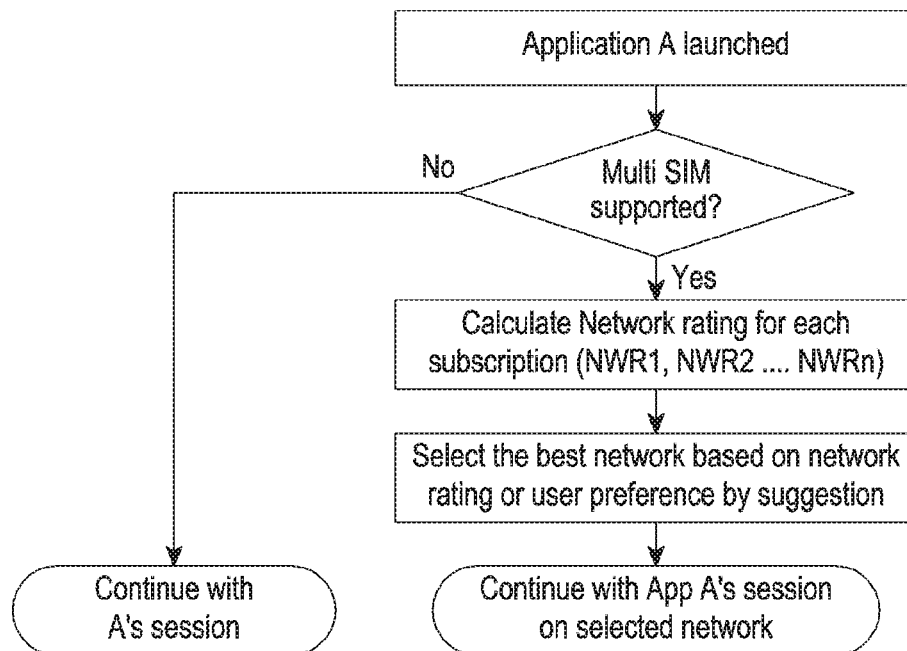 Application A launched
No
Multi SIM
supported?
Yes
Calculate Network rating for each
subscription (NWR1, NWR2 .... NWRn)
Select the best network based on network
rating or user preference by suggestion
Continue with
A's session
Continue with App A's session
on selected network